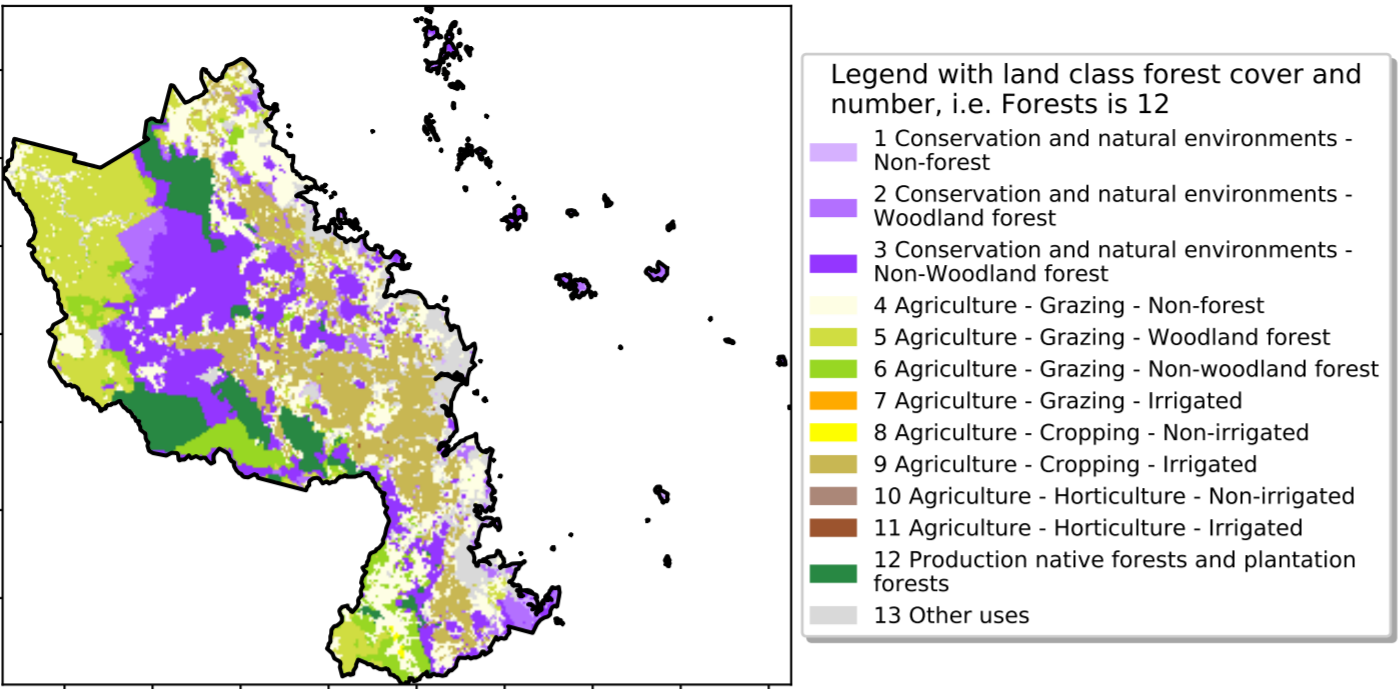 Legend with land class forest cover and
number, i.e. Forests is 12
1 Conservation and natural environments -
Non-forest
2 Conservation and natural environments -
Woodland forest
3 Conservation and natural environments -
Non-Woodland forest
4 Agriculture - Grazing - Non-forest
5 Agriculture - Grazing - Woodland forest
6 Agriculture - Grazing - Non-woodland forest
7 Agriculture - Grazing - Irrigated
8 Agriculture - Cropping - Non-irrigated
9 Agriculture - Cropping - Irrigated
10 Agriculture - Horticulture - Non-irrigated
11 Agriculture - Horticulture - Irrigated
12 Production native forests and plantation
forests
13 Other uses